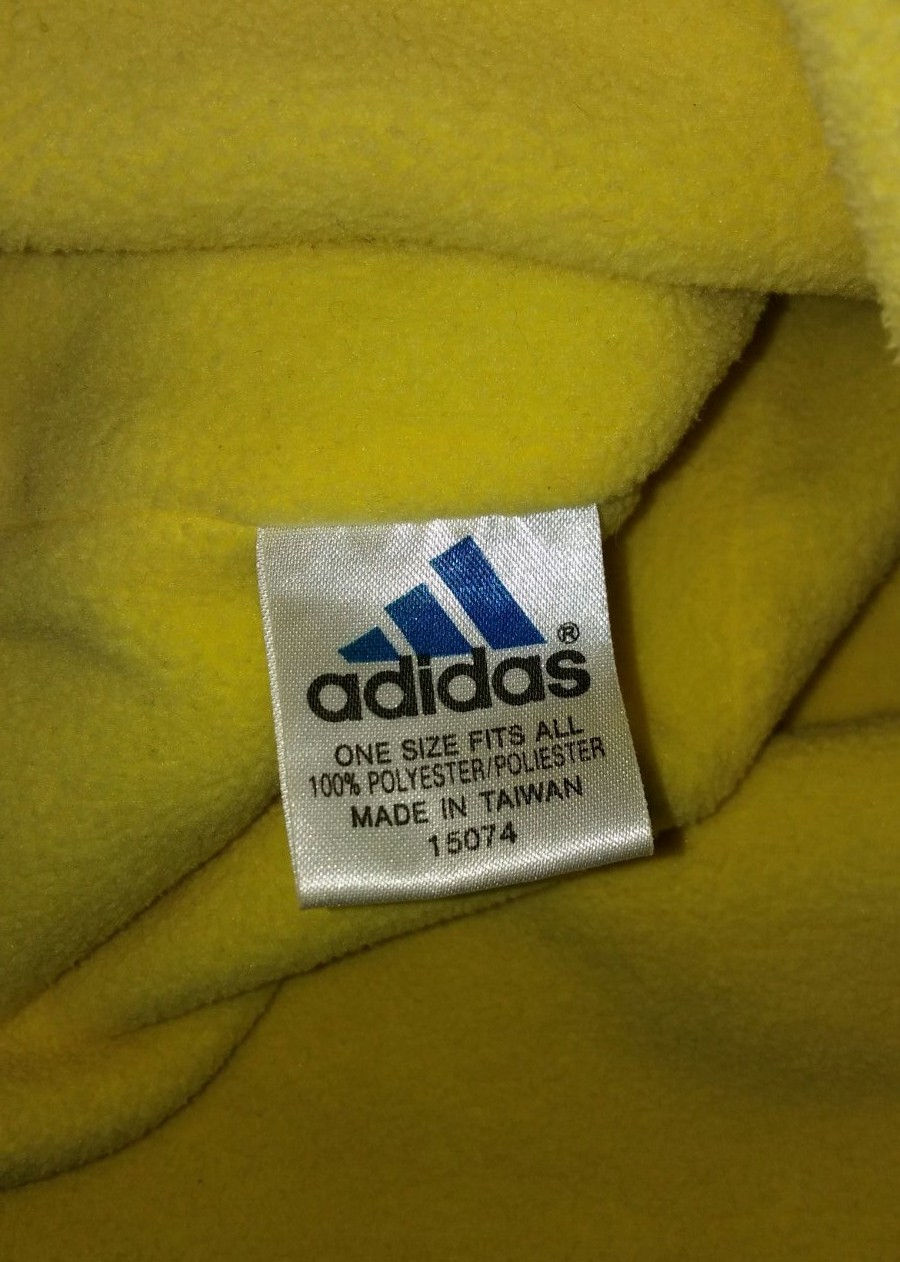 adidas®
ONE SIZE FITS ALL
100% POLYESTER/POLIESTER
MADE IN TAIWAN
15074